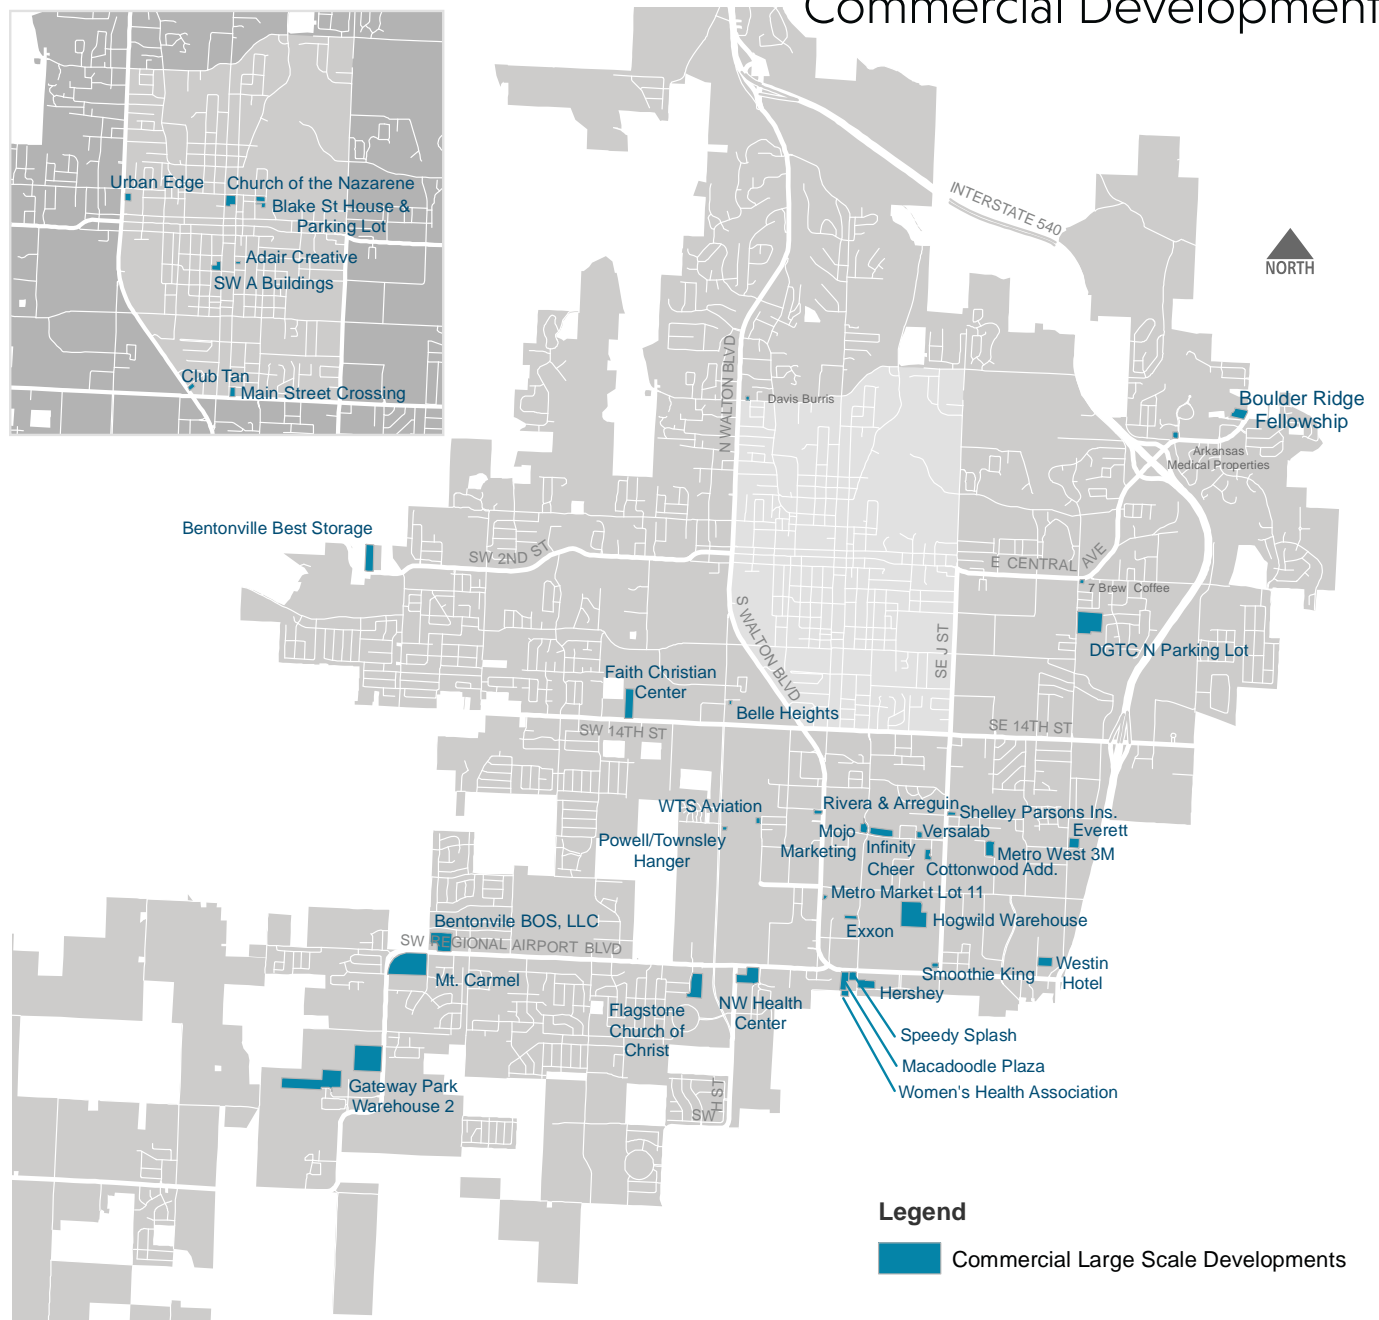 Commercial Development
Urban Edge
Church of the Nazarene
Blake St House &
Parking Lot
Adair Creative
SW A Buildings
Club Tan
Main Street Crossing
INTERSTATE 540
NORTH
N WALTON BLVD
Davis Burris
Boulder Ridge
Fellowship
Arkansas
Medical Properties
Bentonville Best Storage
SW 2ND ST
E CENTRAL AVE
7 Brew Coffee
S WALTON BLVD
SE J ST
DGTC N Parking Lot
Faith Christian
Center
Belle Heights
SW 14TH ST
SE 14TH ST
WTS Aviation
Rivera & Arreguin
Shelley Parsons Ins.
Powell/Townsley
Hanger
Mojo
Marketing
Infinity
Cheer
Versalab
Everett
Metro West 3M
Cottonwood Add.
Metro Market Lot 11
Hogwild Warehouse
Exxon
Bentonvile BOS, LLC
SW REGIONAL AIRPORT BLVD
Mt. Carmel
Smoothie King
Westin
Hotel
Hershey
Flagstone
Church of
Christ
NW Health
Center
Speedy Splash
Macadoodle Plaza
Women's Health Association
Gateway Park
Warehouse 2
SW H ST
Legend
Commercial Large Scale Developments